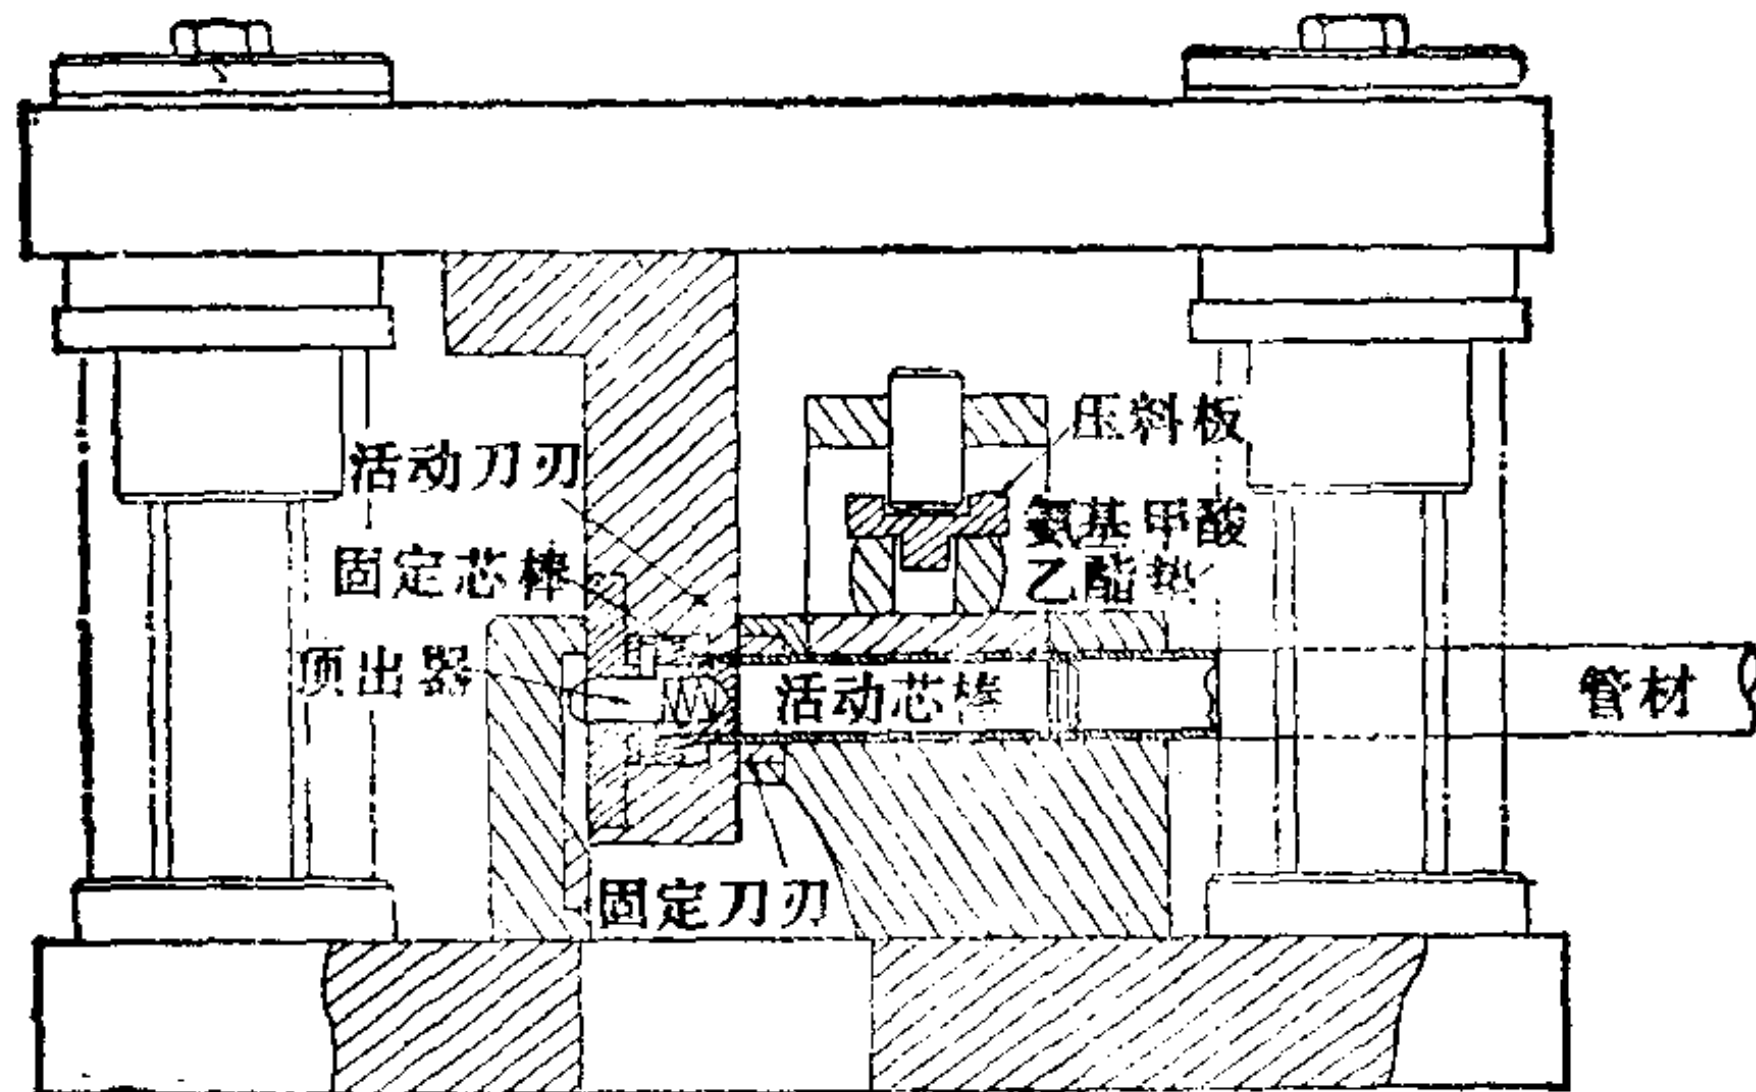 压料板
活动刀刃
氨基甲酸
乙酯垫
固定芯棒
顶出器
活动芯棒
管材
固定刀刃